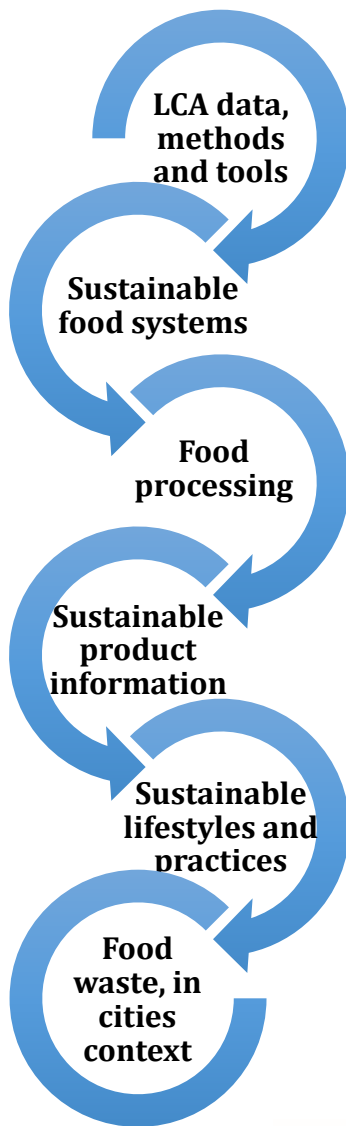 LCA data,
methods
and tools
Sustainable
food systems
Food
processing
Sustainable
product
information
Sustainable
lifestyles and
practices
Food
waste, in
cities
context